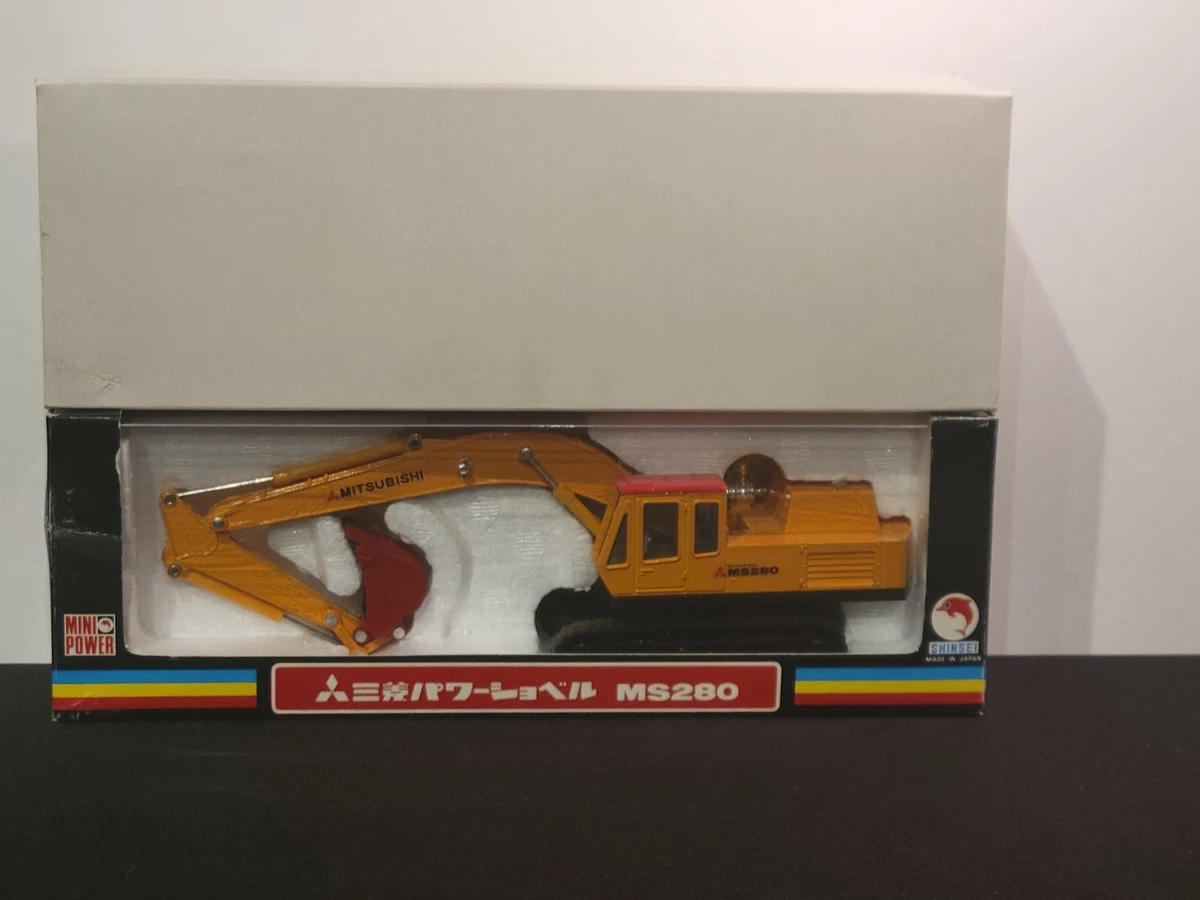 MITSUBISHI
MS280
MINI
POWER
SHINSEI
MADE IN JAPAN
三菱パワーショベル MS280